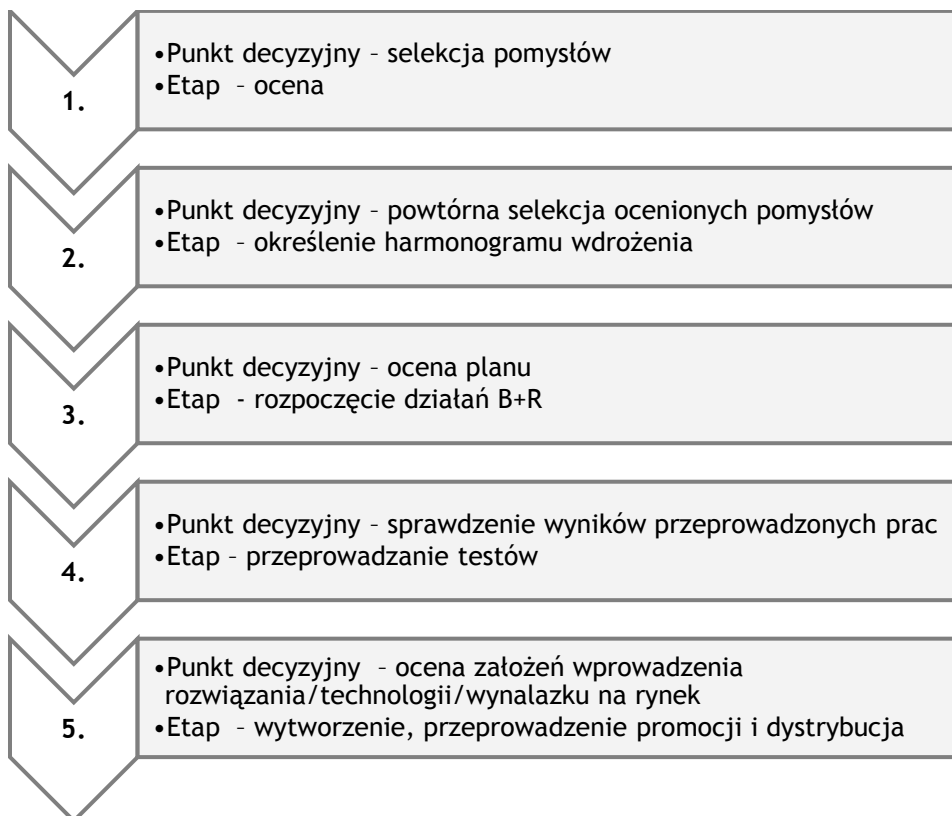 1.
•Punkt decyzyjny – selekcja pomysłów
•Etap – ocena
2.
•Punkt decyzyjny – powtórna selekcja ocenionych pomysłów
•Etap – określenie harmonogramu wdrożenia
3.
•Punkt decyzyjny – ocena planu
•Etap - rozpoczęcie działań B+R
4.
•Punkt decyzyjny – sprawdzenie wyników przeprowadzonych prac
•Etap – przeprowadzanie testów
5.
•Punkt decyzyjny – ocena założeń wprowadzenia
rozwiązania/technologii/wynalazku na rynek
•Etap – wytworzenie, przeprowadzenie promocji i dystrybucja